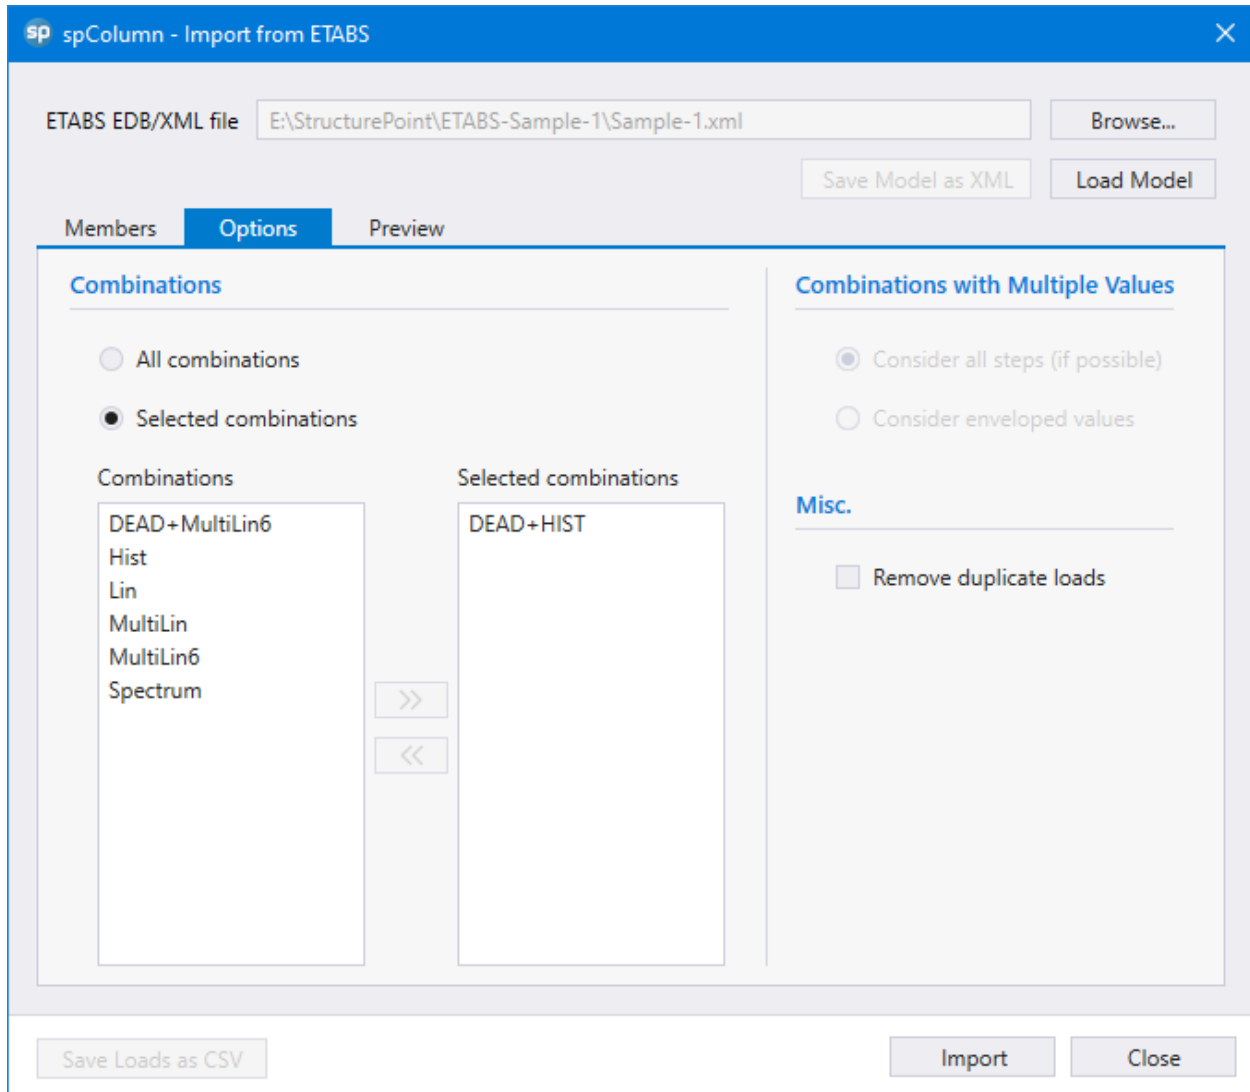 sp spColumn - Import from ETABS
ETABS EDB/XML file E:\StructurePoint\ETABS-Sample-1\Sample-1.xml Browse...
Save Model as XML Load Model
Members Options Preview
Combinations
All combinations
Selected combinations
Combinations
DEAD+MultiLin6
Hist
Lin
MultiLin
MultiLin6
Spectrum
>>
<<
Selected combinations
DEAD+HIST
Combinations with Multiple Values
Consider all steps (if possible)
Consider enveloped values
Misc.
Remove duplicate loads
Save Loads as CSV Import Close